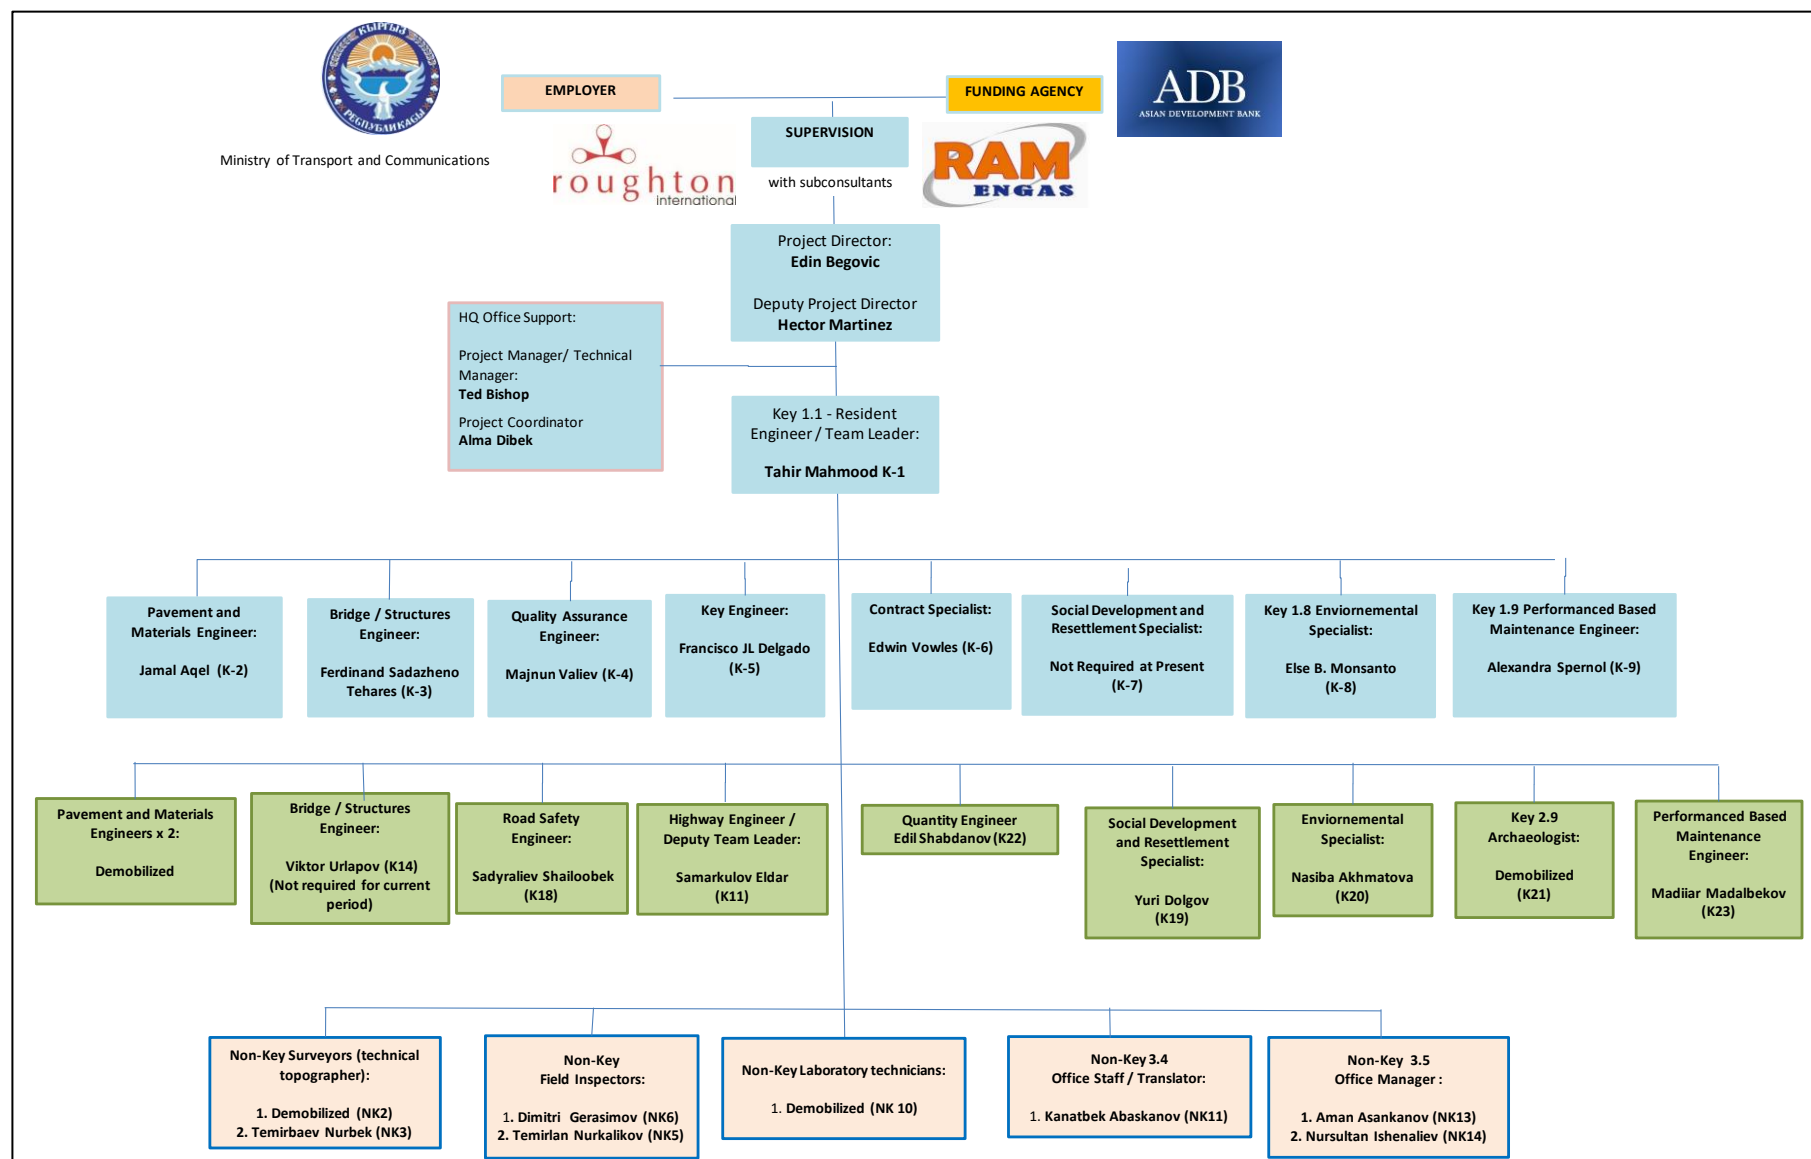 КЫРГЫЗ
РЕСПУБЛИКАСЫ
Ministry of Transport and Communications
EMPLOYER
FUNDING AGENCY
ADB
ASIAN DEVELOPMENT BANK
roughton
international
SUPERVISION
with subconsultants
RAM
ENGAS
Project Director:
Edin Begovic
Deputy Project Director
Hector Martinez
HQ Office Support:
Project Manager/ Technical
Manager:
Ted Bishop
Project Coordinator
Alma Dibek
Key 1.1 - Resident
Engineer / Team Leader:
Tahir Mahmood K-1
Pavement and
Materials Engineer:
Jamal Aqel (K-2)
Bridge / Structures
Engineer:
Ferdinand Sadazheno
Tehares (K-3)
Quality Assurance
Engineer:
Majnun Valiev (K-4)
Key Engineer:
Francisco JL Delgado
(K-5)
Contract Specialist:
Edwin Vowles (K-6)
Social Development and
Resettlement Specialist:
Not Required at Present
(K-7)
Key 1.8 Enviornemental
Specialist:
Else B. Monsanto
(K-8)
Key 1.9 Performanced Based
Maintenance Engineer:
Alexandra Spernol (K-9)
Pavement and Materials
Engineers x 2:
Demobilized
Bridge / Structures
Engineer:
Viktor Urlapov (K14)
(Not required for current
period)
Road Safety
Engineer:
Sadyraliev Shailoobek
(K18)
Highway Engineer /
Deputy Team Leader:
Samarkulov Eldar
(K11)
Quantity Engineer
Edil Shabdanov (K22)
Social Development
and Resettlement
Specialist:
Yuri Dolgov
(K19)
Enviornemental
Specialist:
Nasiba Akhmatova
(K20)
Key 2.9
Archaeologist:
Demobilized
(K21)
Performanced Based
Maintenance
Engineer:
Madiiar Madalbekov
(K23)
Non-Key Surveyors (technical
topographer):
1. Demobilized (NK2)
2. Temirbaev Nurbek (NK3)
Non-Key
Field Inspectors:
1. Dimitri Gerasimov (NK6)
2. Temirlan Nurkalikov (NK5)
Non-Key Laboratory technicians:
1. Demobilized (NK 10)
Non-Key 3.4
Office Staff / Translator:
1. Kanatbek Abaskanov (NK11)
Non-Key 3.5
Office Manager :
1. Aman Asankanov (NK13)
2. Nursultan Ishenaliev (NK14)